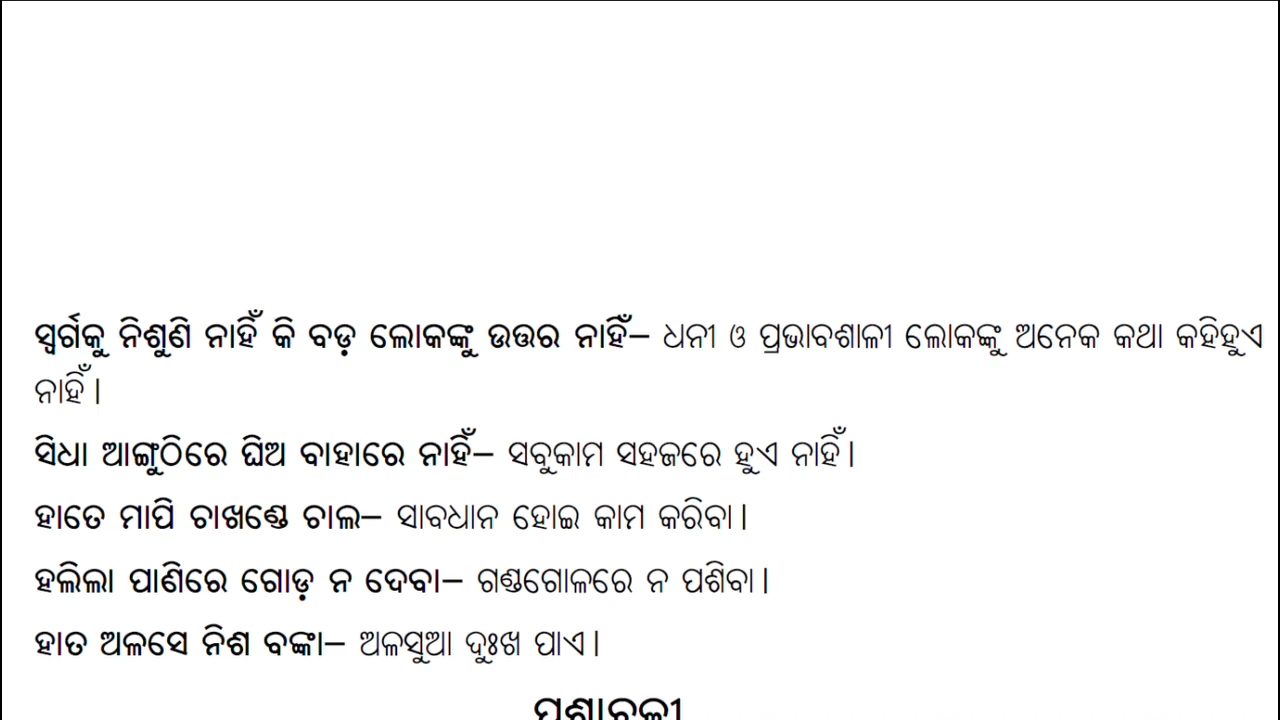 ସ୍ଵର୍ଗକୁ ନିଶୁଣି ନାହିଁ କି ବଡ଼ ଲୋକଙ୍କୁ ଉତ୍ତର ନାହିଁ– ଧନୀ ଓ ପ୍ରଭାବଶାଳୀ ଲୋକଙ୍କୁ ଅନେକ କଥା କହିହୁଏ
ନାହିଁ।
ସିଧା ଆଙ୍ଗୁଠିରେ ଘିଅ ବାହାରେ ନାହିଁ– ସବୁକାମ ସହଜରେ ହୁଏ ନାହିଁ।
ହାତେ ମାପି ଚାଖଣ୍ଡେ ଚାଲ– ସାବଧାନ ହୋଇ କାମ କରିବା।
ହଲିଲା ପାଣିରେ ଗୋଡ଼ ନ ଦେବା– ଗଣ୍ଡଗୋଳରେ ନ ପଶିବା।
ହାତ ଅଳସେ ନିଶ ବଙ୍କା– ଅଳସୁଆ ଦୁଃଖ ପାଏ।